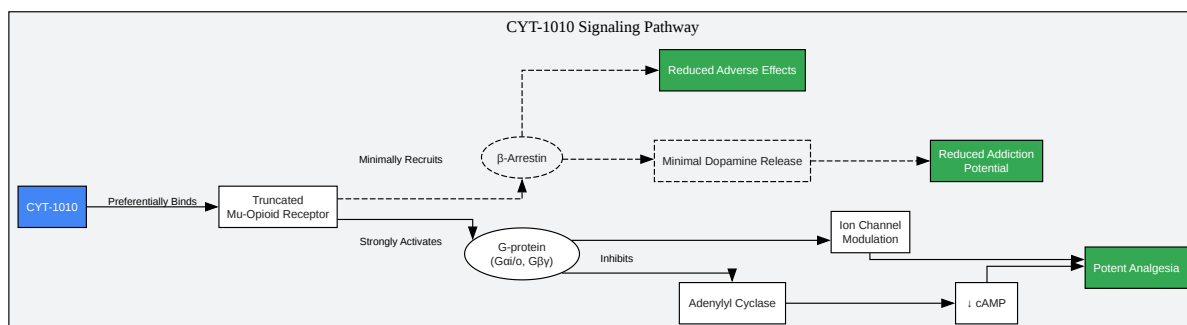 CYT-1010 Signaling Pathway
Reduced Adverse Effects
Minimally Recruits
β-Arrestin
Minimal Dopamine Release
Reduced Addiction
Potential
CYT-1010
Preferentially Binds
Truncated
Mu-Opioid Receptor
Strongly Activates
G-protein
(Gαi/o, Gβγ)
Inhibits
Ion Channel
Modulation
Potent Analgesia
Adenylyl Cyclase
↓ cAMP